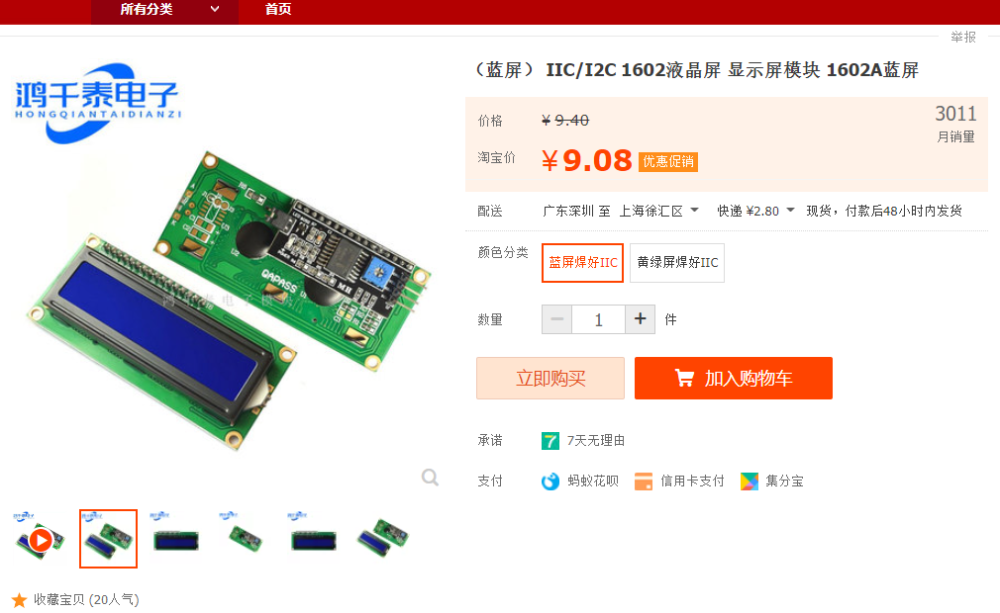 所有分类
首页
举报
鸿千泰电子
HONGQIANTAIDIANZI
QAPASS
（蓝屏） IIC/I2C 1602液晶屏 显示屏模块 1602A蓝屏
价格 ¥ 9.40
3011
月销量
淘宝价 ¥ 9.08 优惠促销
配送 广东深圳 至 上海徐汇区 快递 ¥2.80 现货，付款后48小时内发货
颜色分类 蓝屏焊好IIC 黄绿屏焊好IIC
数量 1 件
立即购买 加入购物车
承诺 7天无理由
支付 蚂蚁花呗 信用卡支付 集分宝
收藏宝贝 (20人气)